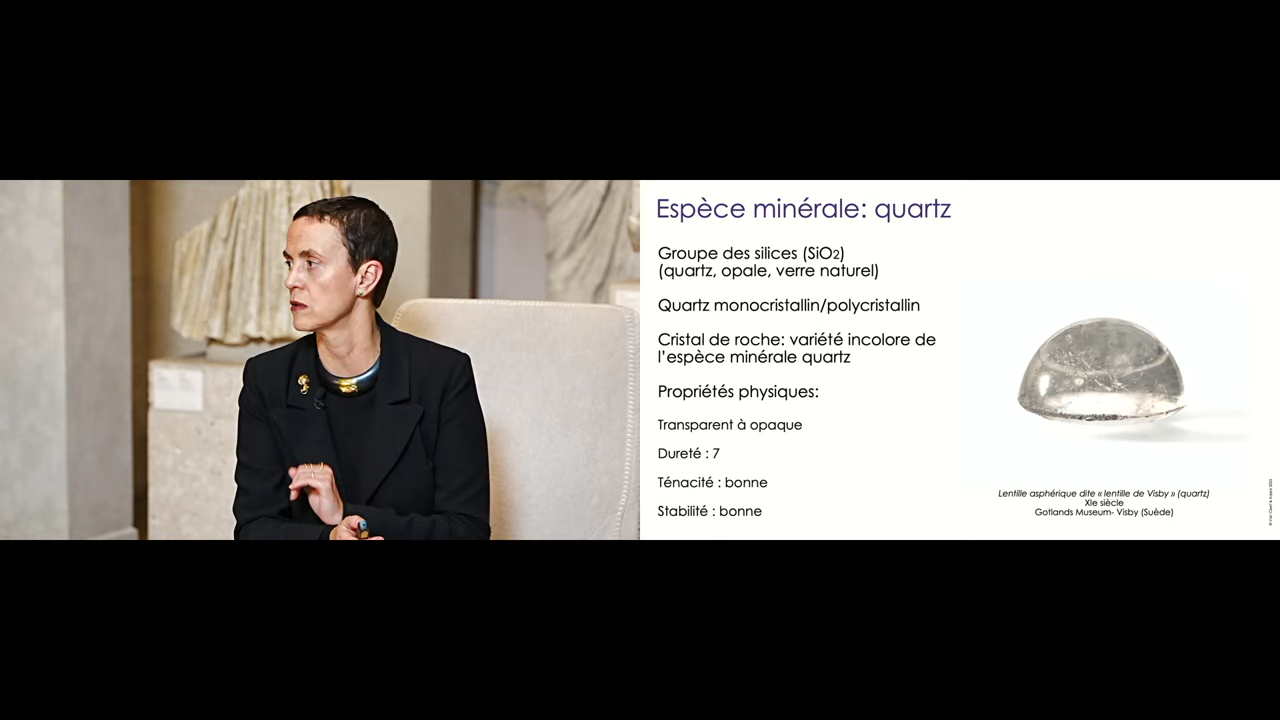 Espèce minérale: quartz
Groupe des silices (SiO2)
(quartz, opale, verre naturel)
Quartz monocristallin/polycristallin
Cristal de roche: variété incolore de
l'espèce minérale quartz
Propriétés physiques:
Transparent à opaque
Dureté : 7
Ténacité : bonne
Stabilité : bonne
Lentille asphérique dite « lentille de Visby » (quartz)
XIe siècle
Gotlands Museum- Visby (Suède)